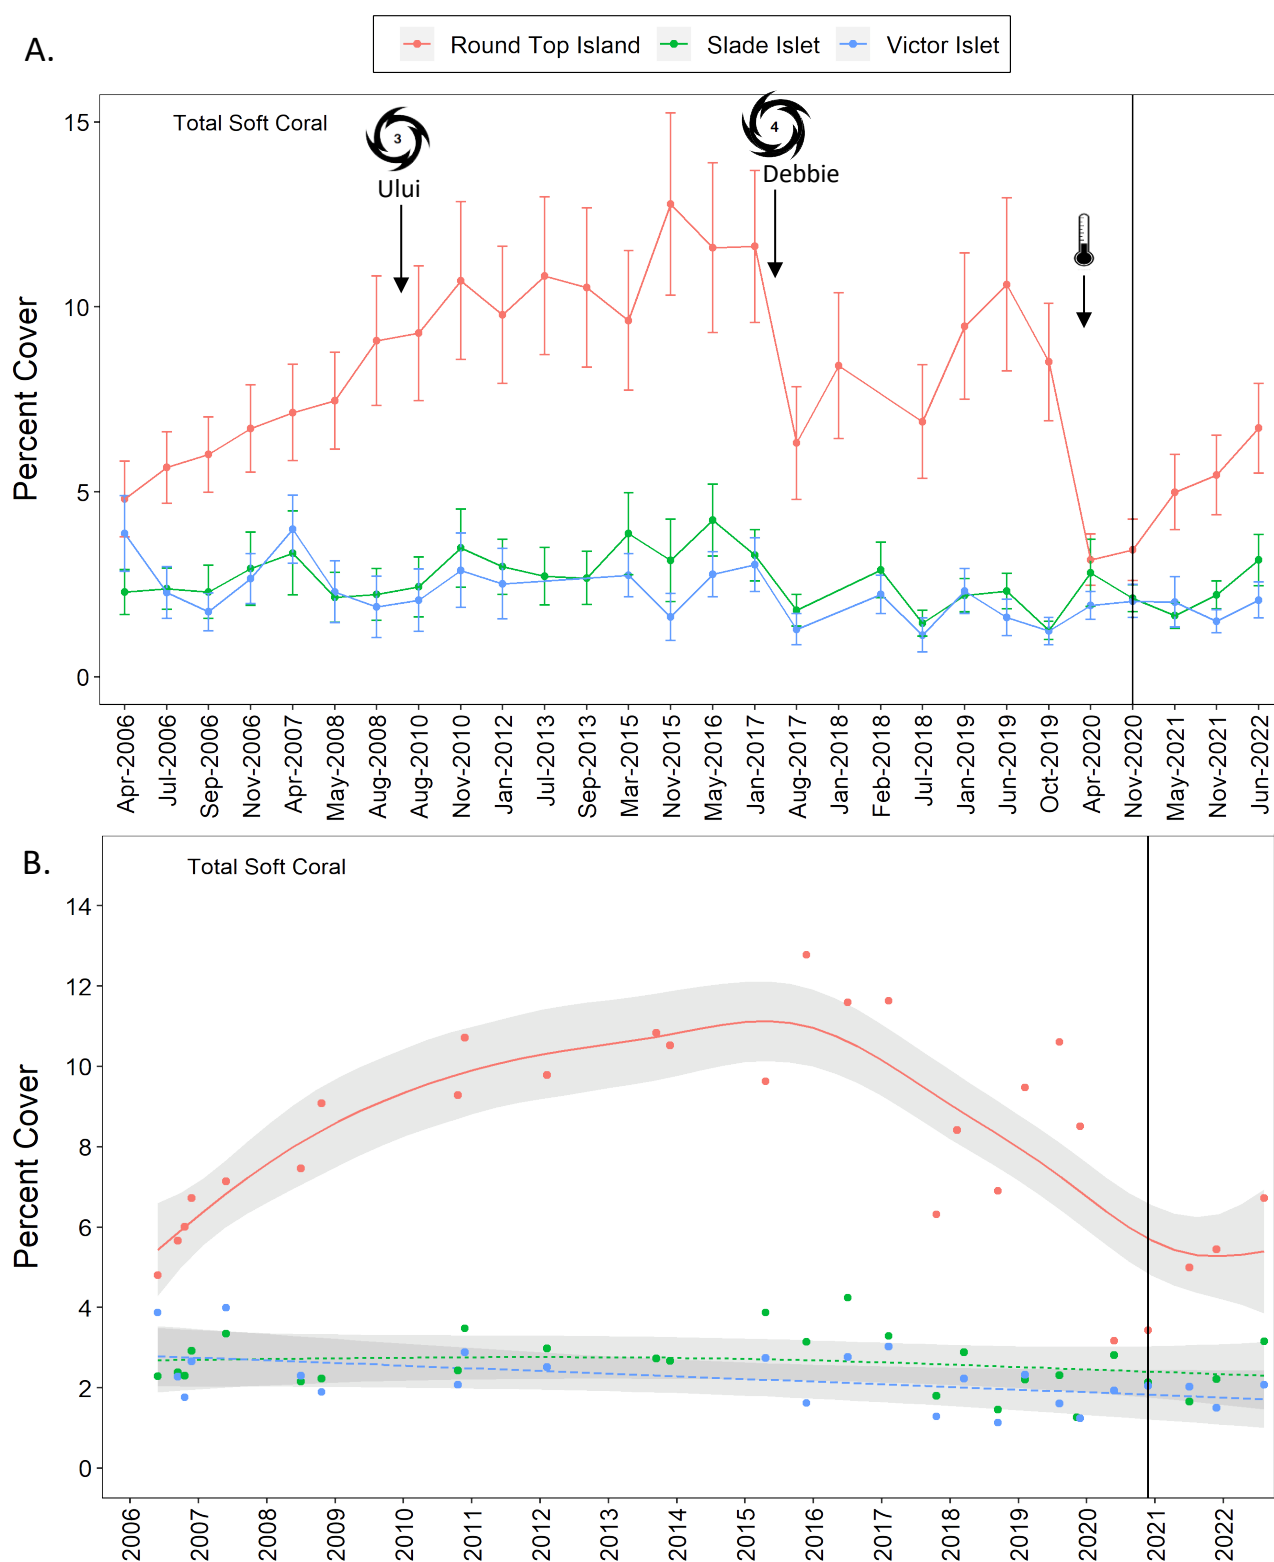 A.
Round Top Island Slade Islet Victor Islet
Total Soft Coral
3
Ului
4
Debbie
Percent Cover
15
10
5
0
Apr-2006
Jul-2006
Sep-2006
Nov-2006
Apr-2007
May-2008
Aug-2008
Aug-2010
Nov-2010
Jan-2012
Jul-2013
Sep-2013
Mar-2015
Nov-2015
May-2016
Jan-2017
Aug-2017
Jan-2018
Feb-2018
Jul-2018
Jan-2019
Jun-2019
Oct-2019
Apr-2020
Nov-2020
May-2021
Nov-2021
Jun-2022
B.
Total Soft Coral
Percent Cover
14
12
10
8
6
4
2
0
2006
2007
2008
2009
2010
2011
2012
2013
2014
2015
2016
2017
2018
2019
2020
2021
2022